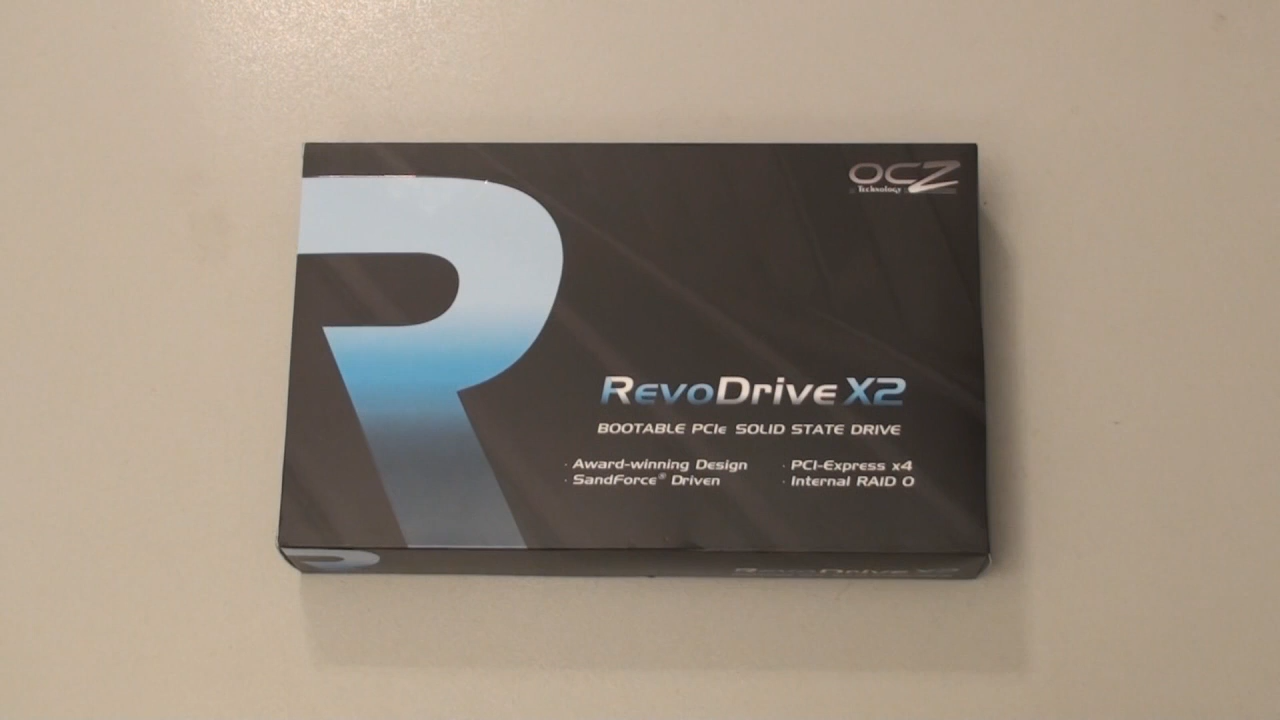 OCZ
Technology
R
RevoDrive X2
BOOTABLE PCIe SOLID STATE DRIVE
· Award-winning Design
· SandForce® Driven
· PCI-Express x4
· Internal RAID 0
RevoDrive X2